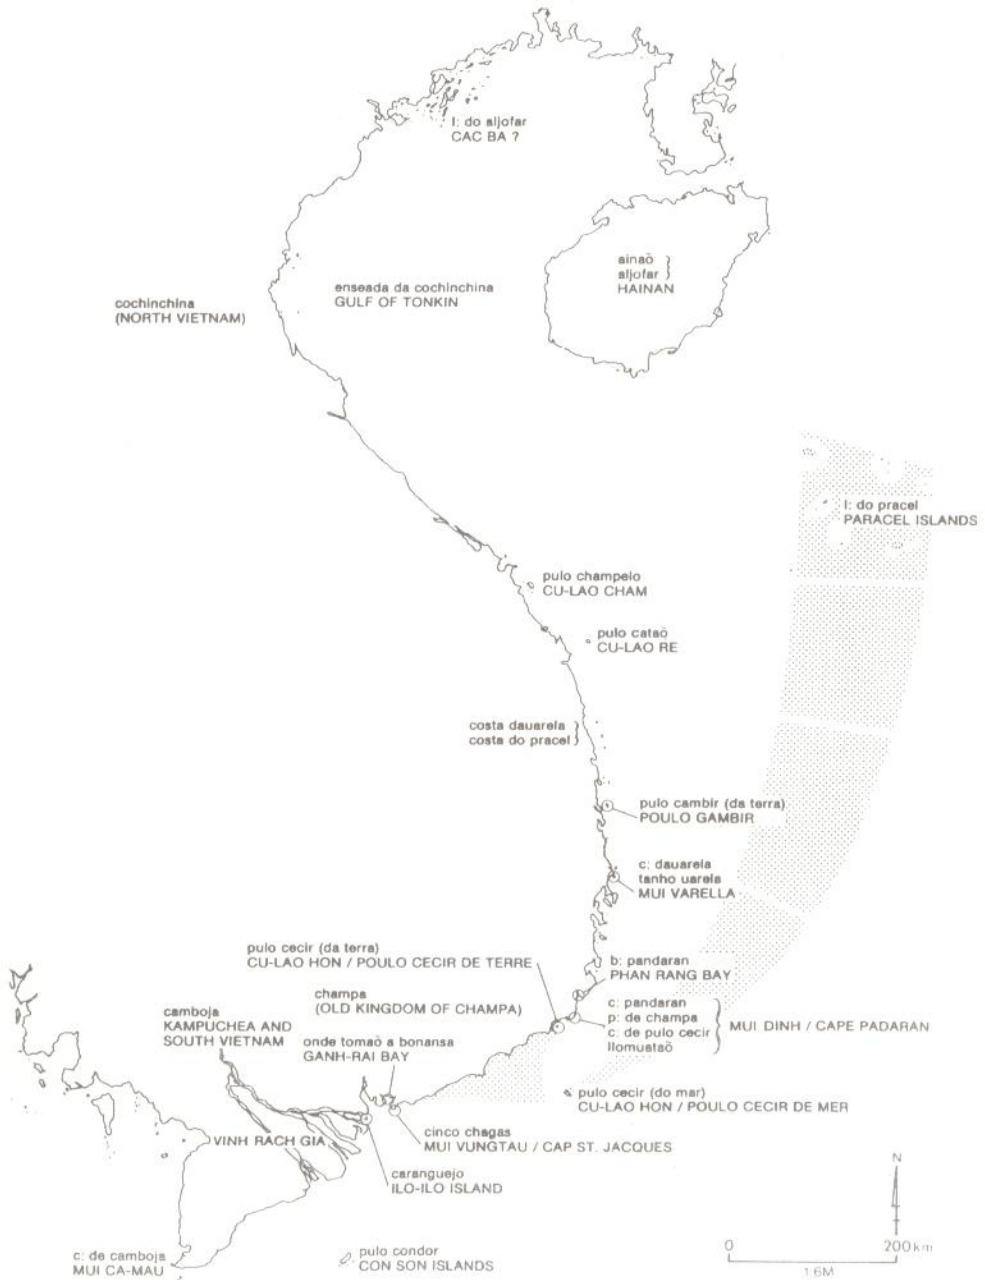 I: do aljofar
CAC BA ?
ainaõ
aljofar
HAINAN
enseada da cochinchina
GULF OF TONKIN
cochinchina
(NORTH VIETNAM)
I: do pracel
PARACEL ISLANDS
pulo champelo
CU-LAO CHAM
pulo cataõ
CU-LAO RE
costa dauarela
costa do pracel
pulo cambir (da terra)
POULO GAMBIR
c: dauarela
tanho uarela
MUI VARELLA
pulo cecir (da terra)
CU-LAO HON / POULO CECIR DE TERRE
b: pandaran
PHAN RANG BAY
champa
(OLD KINGDOM OF CHAMPA)
c: pandaran
p: de champa
c: de pulo cecir
llomuataõ
MUI DINH / CAPE PADARAN
camboja
KAMPUCHEA AND
SOUTH VIETNAM
onde tomaõ a bonansa
GANH-RAI BAY
pulo cecir (do mar)
CU-LAO HON / POULO CECIR DE MER
cinco chagas
MUI VUNGTAU / CAP ST. JACQUES
VINH RACH GIA
caranguejo
ILO-ILO ISLAND
c: de camboja
MUI CA-MAU
pulo condor
CON SON ISLANDS
N
0 200 km
1:6M